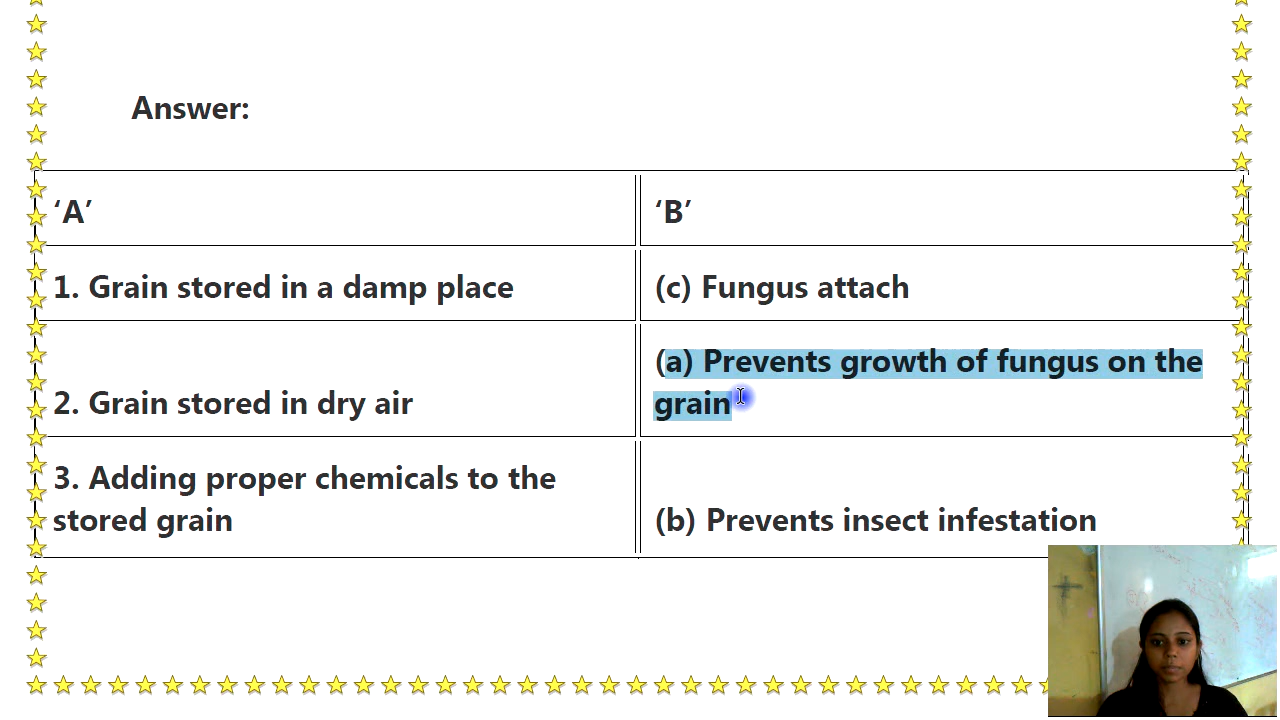 Answer:
‘A’
‘B’
1. Grain stored in a damp place
(c) Fungus attach
2. Grain stored in dry air
(a) Prevents growth of fungus on the
grain
3. Adding proper chemicals to the
stored grain
(b) Prevents insect infestation